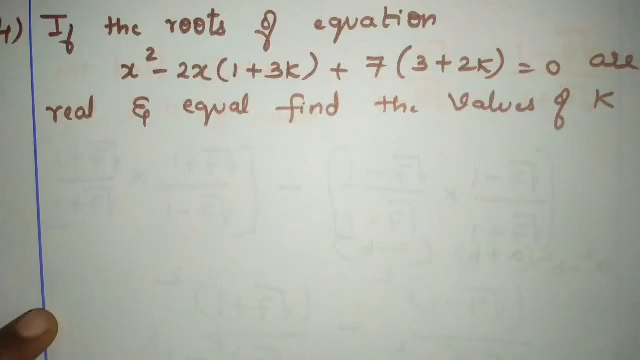 4) If the roots of equation
x² - 2x(1+3K) + 7(3+2K) = 0 are
real & equal find the values of K